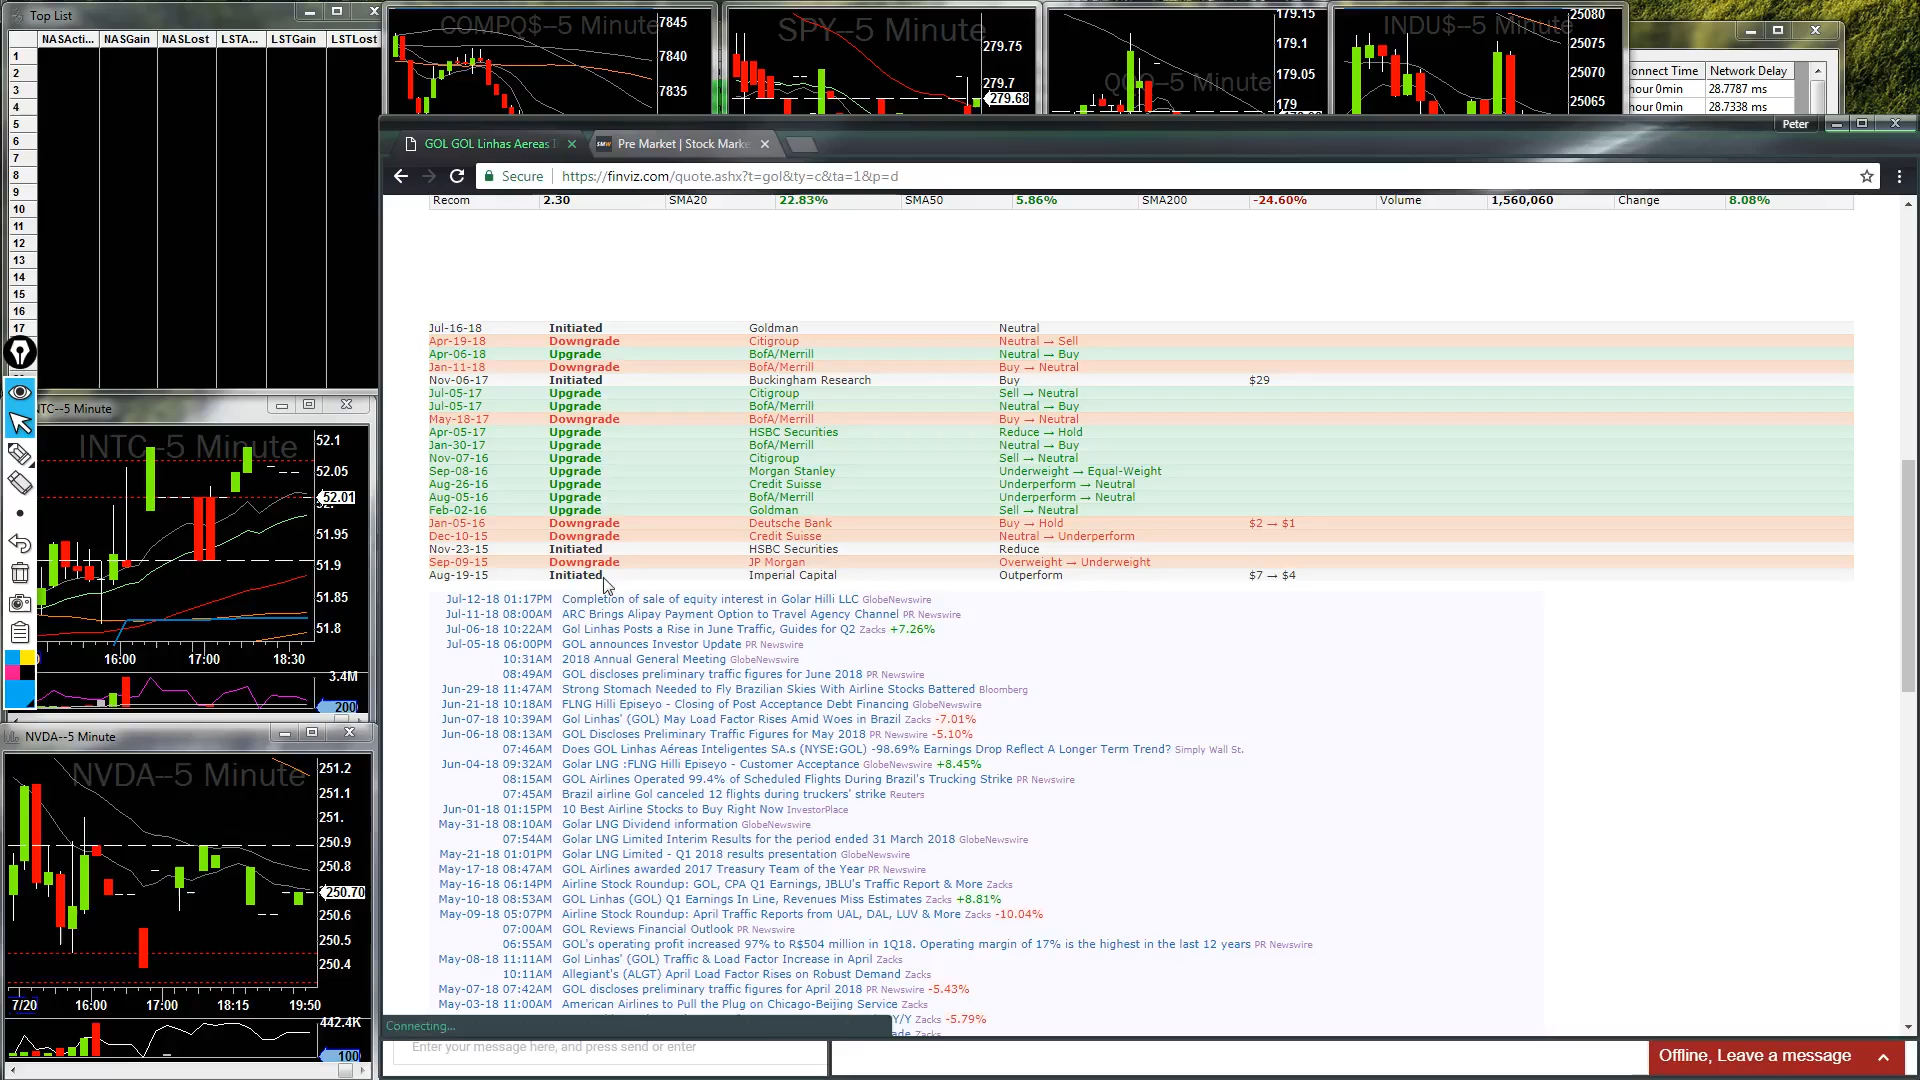 Top List
NASActi... NASGain NASLost LSTA... LSTGain LSTLost
1
2
3
4
5
6
7
8
9
10
11
12
13
14
15
16
17
COMPQ$--5 Minute
7845
7840
7835
SPY--5 Minute
279.75
279.7
279.68
QQQ--5 Minute
179.15
179.1
179.05
179
INDU$--5 Minute
25080
25075
25070
25065
onnect Time Network Delay
hour 0min 28.7787 ms
hour 0min 28.7338 ms
Peter
GOL GOL Linhas Aereas I
Pre Market | Stock Marke
Secure https://finviz.com/quote.ashx?t=gol&ty=c&ta=1&p=d
Recom 2.30 SMA20 22.83% SMA50 5.86% SMA200 -24.60% Volume 1,560,060 Change 8.08%
Jul-16-18 Initiated Goldman Neutral
Apr-19-18 Downgrade Citigroup Neutral → Sell
Apr-06-18 Upgrade BofA/Merrill Neutral → Buy
Jan-11-18 Downgrade BofA/Merrill Buy → Neutral
Nov-06-17 Initiated Buckingham Research Buy $29
Jul-05-17 Upgrade Citigroup Sell → Neutral
Jul-05-17 Upgrade BofA/Merrill Neutral → Buy
May-18-17 Downgrade BofA/Merrill Buy → Neutral
Apr-05-17 Upgrade HSBC Securities Reduce → Hold
Jan-30-17 Upgrade BofA/Merrill Neutral → Buy
Nov-07-16 Upgrade Citigroup Sell → Neutral
Sep-08-16 Upgrade Morgan Stanley Underweight → Equal-Weight
Aug-26-16 Upgrade Credit Suisse Underperform → Neutral
Aug-05-16 Upgrade BofA/Merrill Underperform → Neutral
Feb-02-16 Upgrade Goldman Sell → Neutral
Jan-05-16 Downgrade Deutsche Bank Buy → Hold $2 → $1
Dec-10-15 Downgrade Credit Suisse Neutral → Underperform
Nov-23-15 Initiated HSBC Securities Reduce
Sep-09-15 Downgrade JP Morgan Overweight → Underweight
Aug-19-15 Initiated Imperial Capital Outperform $7 → $4
Jul-12-18 01:17PM Completion of sale of equity interest in Golar Hilli LLC GlobeNewswire
Jul-11-18 08:00AM ARC Brings Alipay Payment Option to Travel Agency Channel PR Newswire
Jul-06-18 10:22AM Gol Linhas Posts a Rise in June Traffic, Guides for Q2 Zacks +7.26%
Jul-05-18 06:00PM GOL announces Investor Update PR Newswire
10:31AM 2018 Annual General Meeting GlobeNewswire
08:49AM GOL discloses preliminary traffic figures for June 2018 PR Newswire
Jun-29-18 11:47AM Strong Stomach Needed to Fly Brazilian Skies With Airline Stocks Battered Bloomberg
Jun-21-18 10:18AM FLNG Hilli Episeyo - Closing of Post Acceptance Debt Financing GlobeNewswire
Jun-07-18 10:39AM Gol Linhas' (GOL) May Load Factor Rises Amid Woes in Brazil Zacks -7.01%
Jun-06-18 08:13AM GOL Discloses Preliminary Traffic Figures for May 2018 PR Newswire -5.10%
07:46AM Does GOL Linhas Aéreas Inteligentes SA.s (NYSE:GOL) -98.69% Earnings Drop Reflect A Longer Term Trend? Simply Wall St.
Jun-04-18 09:32AM Golar LNG :FLNG Hilli Episeyo - Customer Acceptance GlobeNewswire +8.45%
08:15AM GOL Airlines Operated 99.4% of Scheduled Flights During Brazil's Trucking Strike PR Newswire
07:45AM Brazil airline Gol canceled 12 flights during truckers' strike Reuters
Jun-01-18 01:15PM 10 Best Airline Stocks to Buy Right Now InvestorPlace
May-31-18 08:10AM Golar LNG Dividend information GlobeNewswire
07:54AM Golar LNG Limited Interim Results for the period ended 31 March 2018 GlobeNewswire
May-21-18 01:01PM Golar LNG Limited - Q1 2018 results presentation GlobeNewswire
May-17-18 08:47AM GOL Airlines awarded 2017 Treasury Team of the Year PR Newswire
May-16-18 06:14PM Airline Stock Roundup: GOL, CPA Q1 Earnings, JBLU's Traffic Report & More Zacks
May-10-18 08:53AM GOL Linhas (GOL) Q1 Earnings In Line, Revenues Miss Estimates Zacks +8.81%
May-09-18 05:07PM Airline Stock Roundup: April Traffic Reports from UAL, DAL, LUV & More Zacks -10.04%
07:00AM GOL Reviews Financial Outlook PR Newswire
06:55AM GOL's operating profit increased 97% to R$504 million in 1Q18. Operating margin of 17% is the highest in the last 12 years PR Newswire
May-08-18 11:11AM Gol Linhas' (GOL) Traffic & Load Factor Increase in April Zacks
10:11AM Allegiant's (ALGT) April Load Factor Rises on Robust Demand Zacks
May-07-18 07:42AM GOL discloses preliminary traffic figures for April 2018 PR Newswire -5.43%
May-03-18 11:00AM American Airlines to Pull the Plug on Chicago-Beijing Service Zacks
Y/Y Zacks -5.79%
ade Zacks
Connecting...
Enter your message here, and press send or enter
Offline, Leave a message
NTC--5 Minute
INTC--5 Minute
52.1
52.05
52.01
51.95
51.9
51.85
51.8
16:00 17:00 18:30
3.4M
200
NVDA--5 Minute
NVDA--5 Minute
251.2
251.1
251.
250.9
250.8
250.70
250.6
250.5
250.4
7/20 16:00 17:00 18:15 19:50
442.4K
100